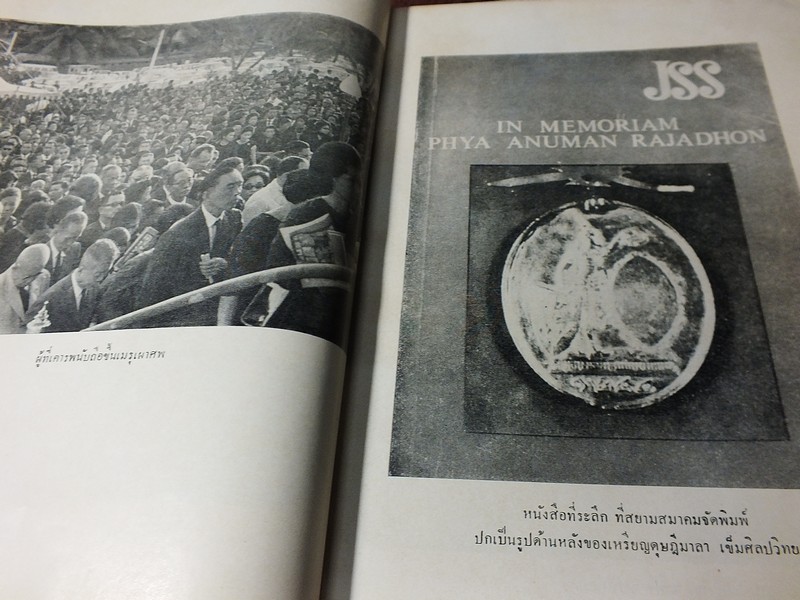 ผู้ที่เคารพนับถือขึ้นเมรุเผาศพ
JSS
IN MEMORIAM
PHYA ANUMAN RAJADHON
หนังสือที่ระลึก ที่สยามสมาคมจัดพิมพ์
ปกเป็นรูปด้านหลังของเหรียญดุษฎีมาลา เข็มศิลปวิทย